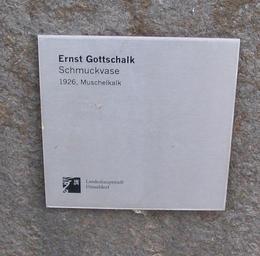 Ernst Gottschalk
Schmuckvase
1926, Muschelkalk
Landeshauptstadt
Düsseldorf